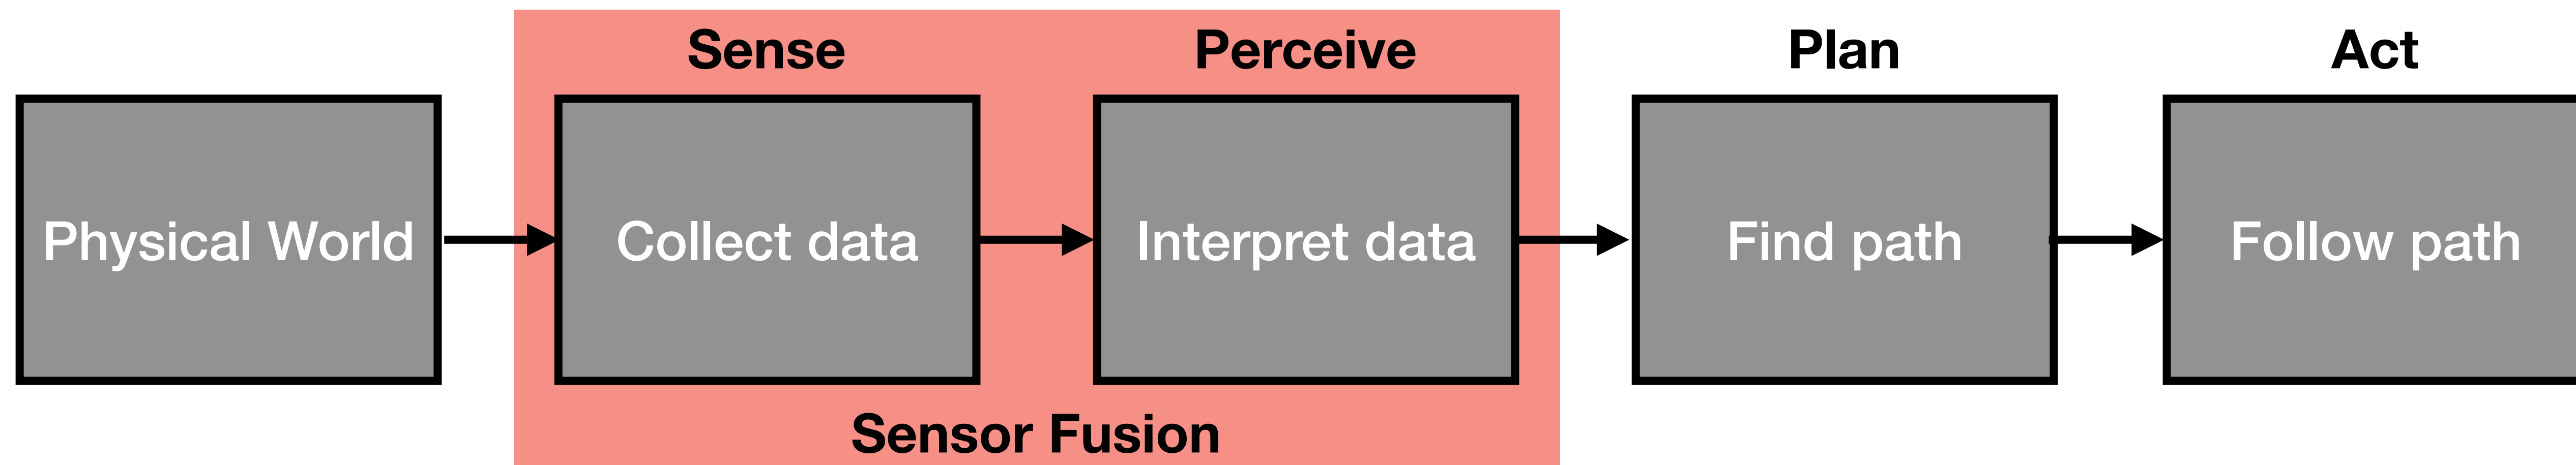 Sense
Perceive
Plan
Act
Physical World
Collect data
Interpret data
Find path
Follow path
Sensor Fusion